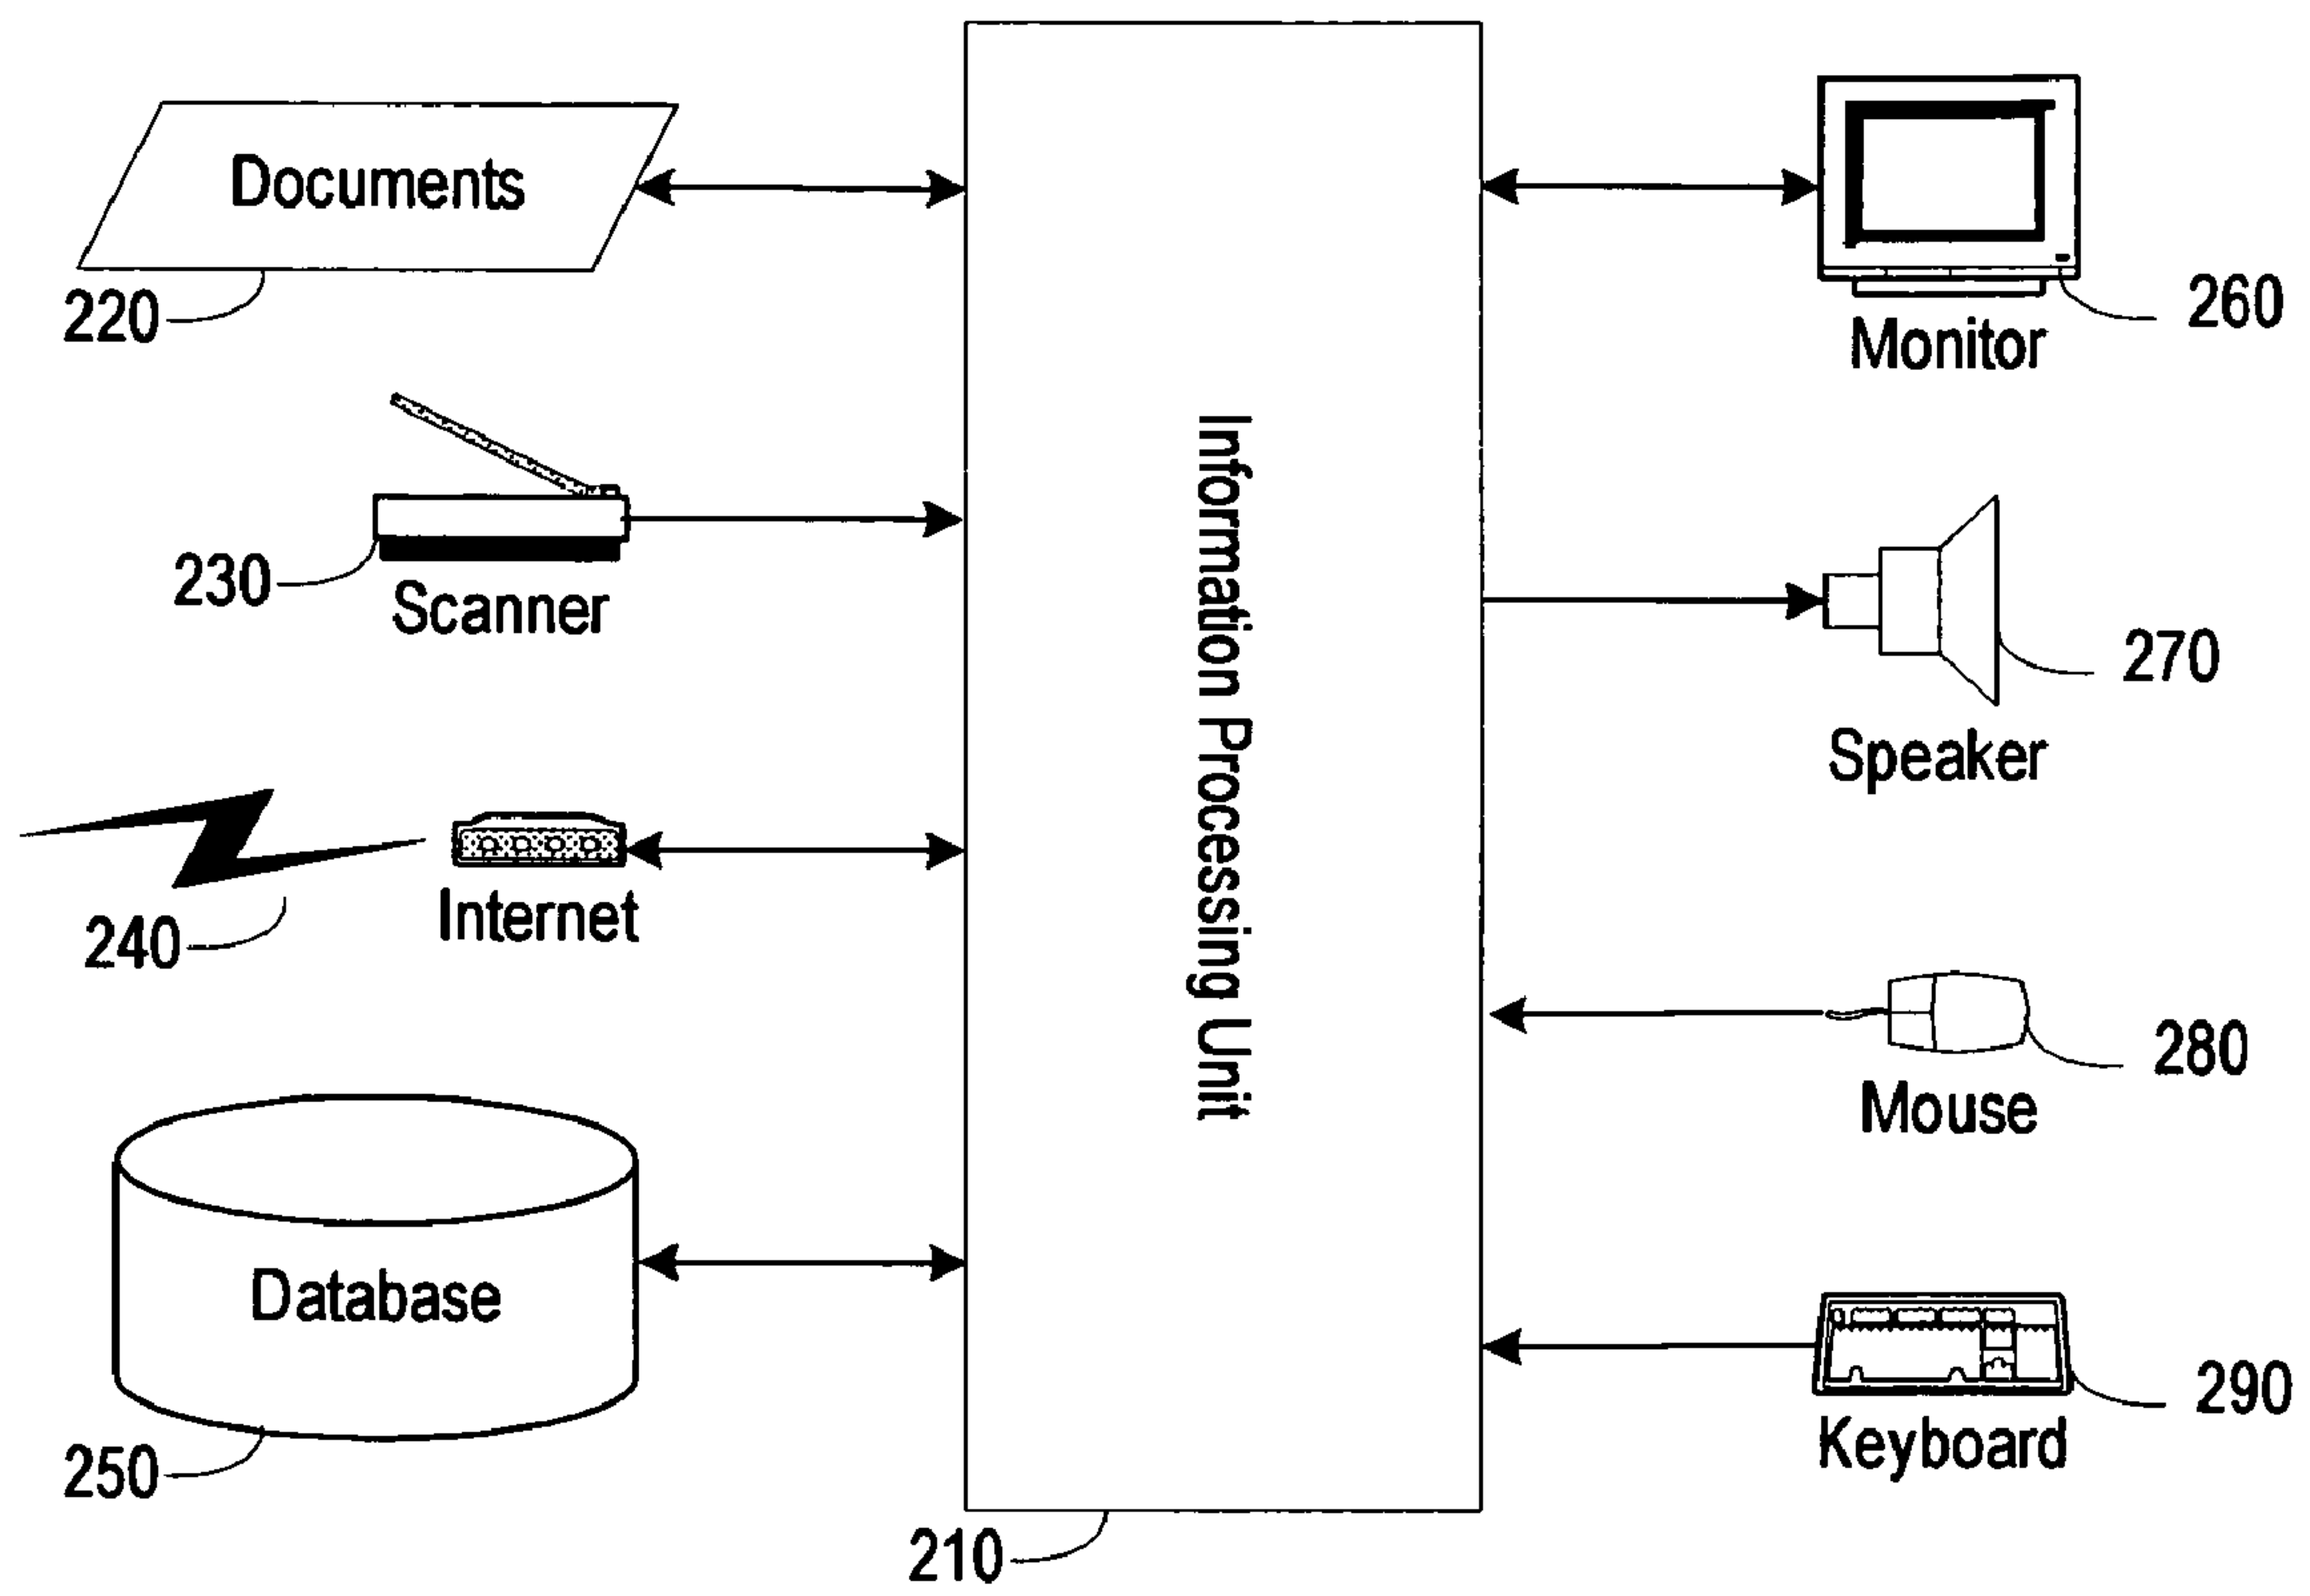 Documents
220
230
Scanner
240
Internet
Database
250
Information Processing Unit
210
260
Monitor
270
Speaker
280
Mouse
290
Keyboard